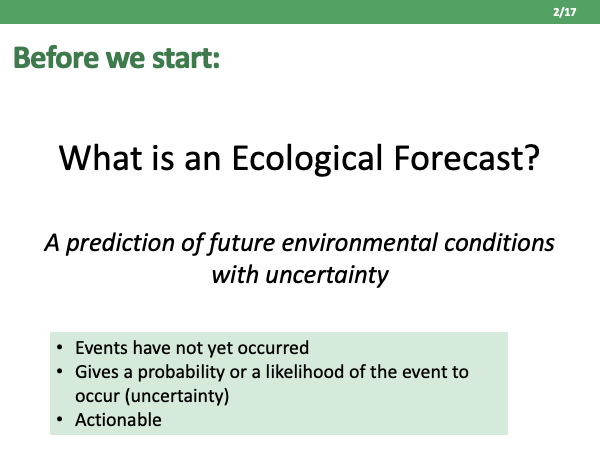 2/17
Before we start:
What is an Ecological Forecast?
A prediction of future environmental conditions
with uncertainty
• Events have not yet occurred
• Gives a probability or a likelihood of the event to
occur (uncertainty)
• Actionable